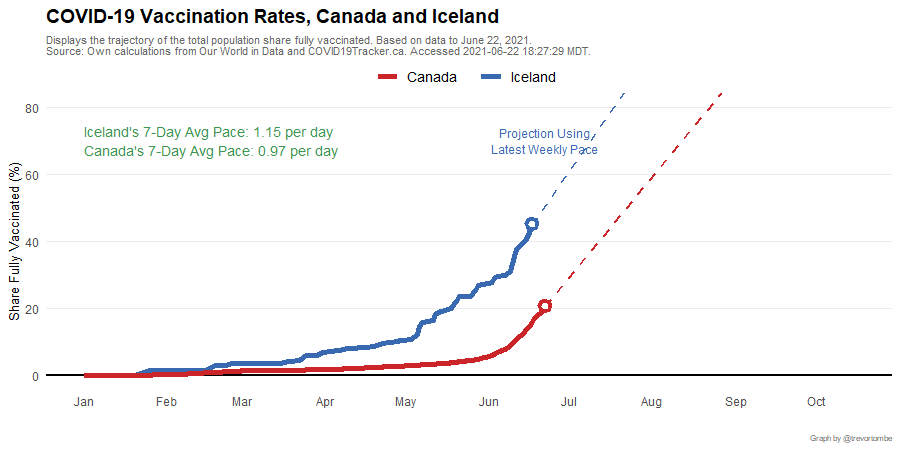 COVID-19 Vaccination Rates, Canada and Iceland
Displays the trajectory of the total population share fully vaccinated. Based on data to June 22, 2021.
Source: Own calculations from Our World in Data and COVID19Tracker.ca. Accessed 2021-06-22 18:27:29 MDT.
Canada
Iceland
Iceland's 7-Day Avg Pace: 1.15 per day
Canada's 7-Day Avg Pace: 0.97 per day
Projection Using
Latest Weekly Pace
Share Fully Vaccinated (%)
80
60
40
20
0
Jan
Feb
Mar
Apr
May
Jun
Jul
Aug
Sep
Oct
Graph by @trevortombe